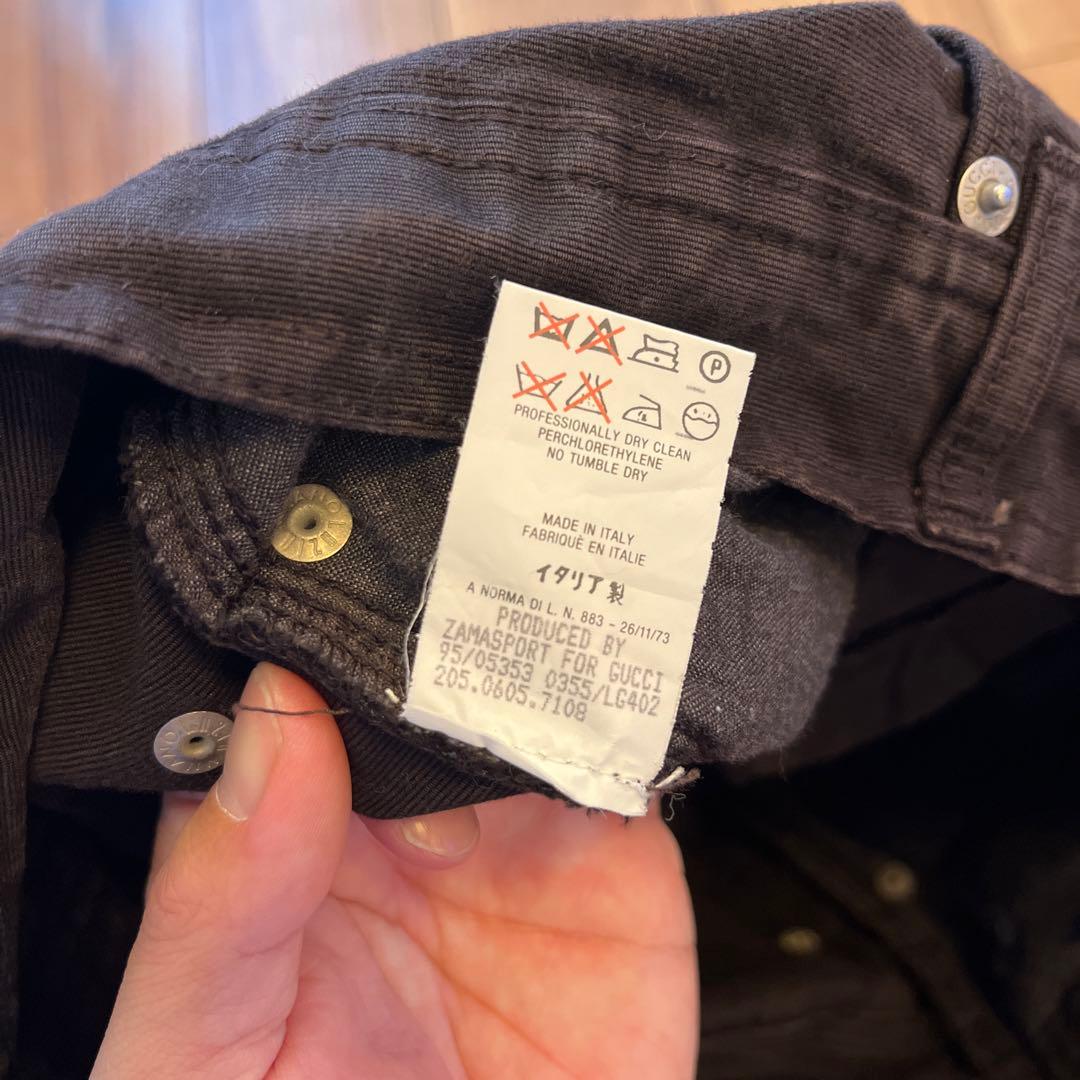 GUCCI
P
PROFESSIONALLY DRY CLEAN
PERCHLORETHYLENE
NO TUMBLE DRY
MADE IN ITALY
FABRIQUÈ EN ITALIE
イタリア製
A NORMA DI L. N. 883 - 26/11/73
PRODUCED BY
ZAMASPORT FOR GUCCI
95/05353 0355/LG402
205.0605.7108